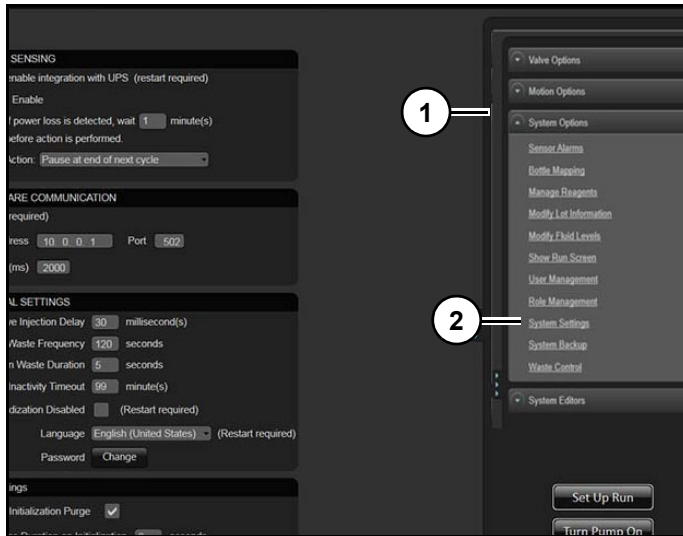 SENSING
enable integration with UPS (restart required)
Enable
f power loss is detected, wait 1 minute(s)
before action is performed.
Action: Pause at end of next cycle
ARE COMMUNICATION
required)
ress 10 0 0 1 Port 502
(ms) 2000
AL SETTINGS
ve Injection Delay 30 millisecond(s)
Waste Frequency 120 seconds
n Waste Duration 5 seconds
Inactivity Timeout 99 minute(s)
dization Disabled (Restart required)
Language English (United States) (Restart required)
Password Change
ings
Initialization Purge
1
2
Valve Options
Motion Options
System Options
Sensor Alarms
Bottle Mapping
Manage Reagents
Modify Lot Information
Modify Fluid Levels
Show Run Screen
User Management
Role Management
System Settings
System Backup
Waste Control
System Editors
Set Up Run
Turn Pump On